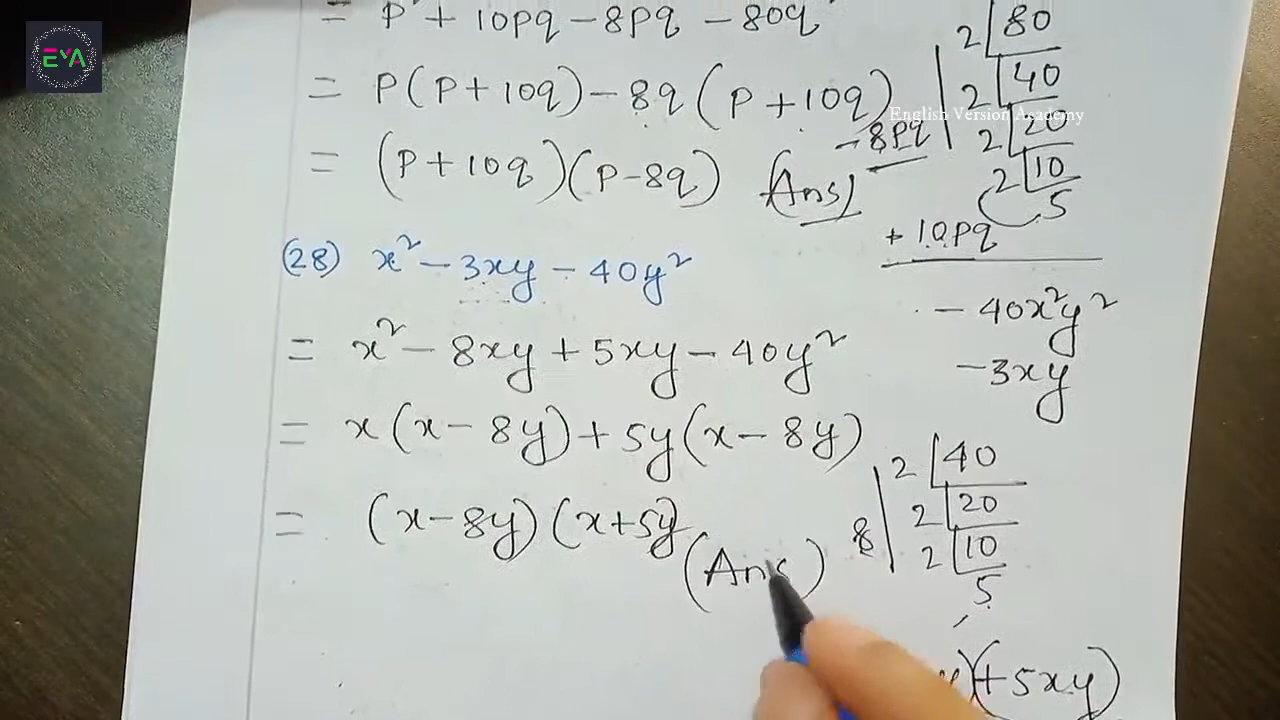 EYA
= P² + 10pq - 8pq - 80q
= P(P+10q) - 8q(P+10q)
= (P+10q)(P-8q) (Ans)
(28) x² - 3xy - 40y²
= x² - 8xy + 5xy - 40y²
= x(x-8y) + 5y(x-8y)
= (x-8y)(x+5y)
(Ans)
English Version Academy
2 80
2 40
2 20
2 10
5
- 8pq
+ 10pq
- 40x²y²
- 3xy
2 40
2 20
2 10
5
8
(+5xy)